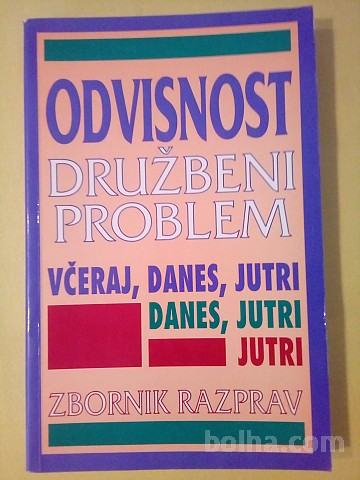 ODVISNOST
DRUŽBENI
PROBLEM
VČERAJ, DANES, JUTRI
DANES, JUTRI
JUTRI
ZBORNIK RAZPRAV
bolha.com